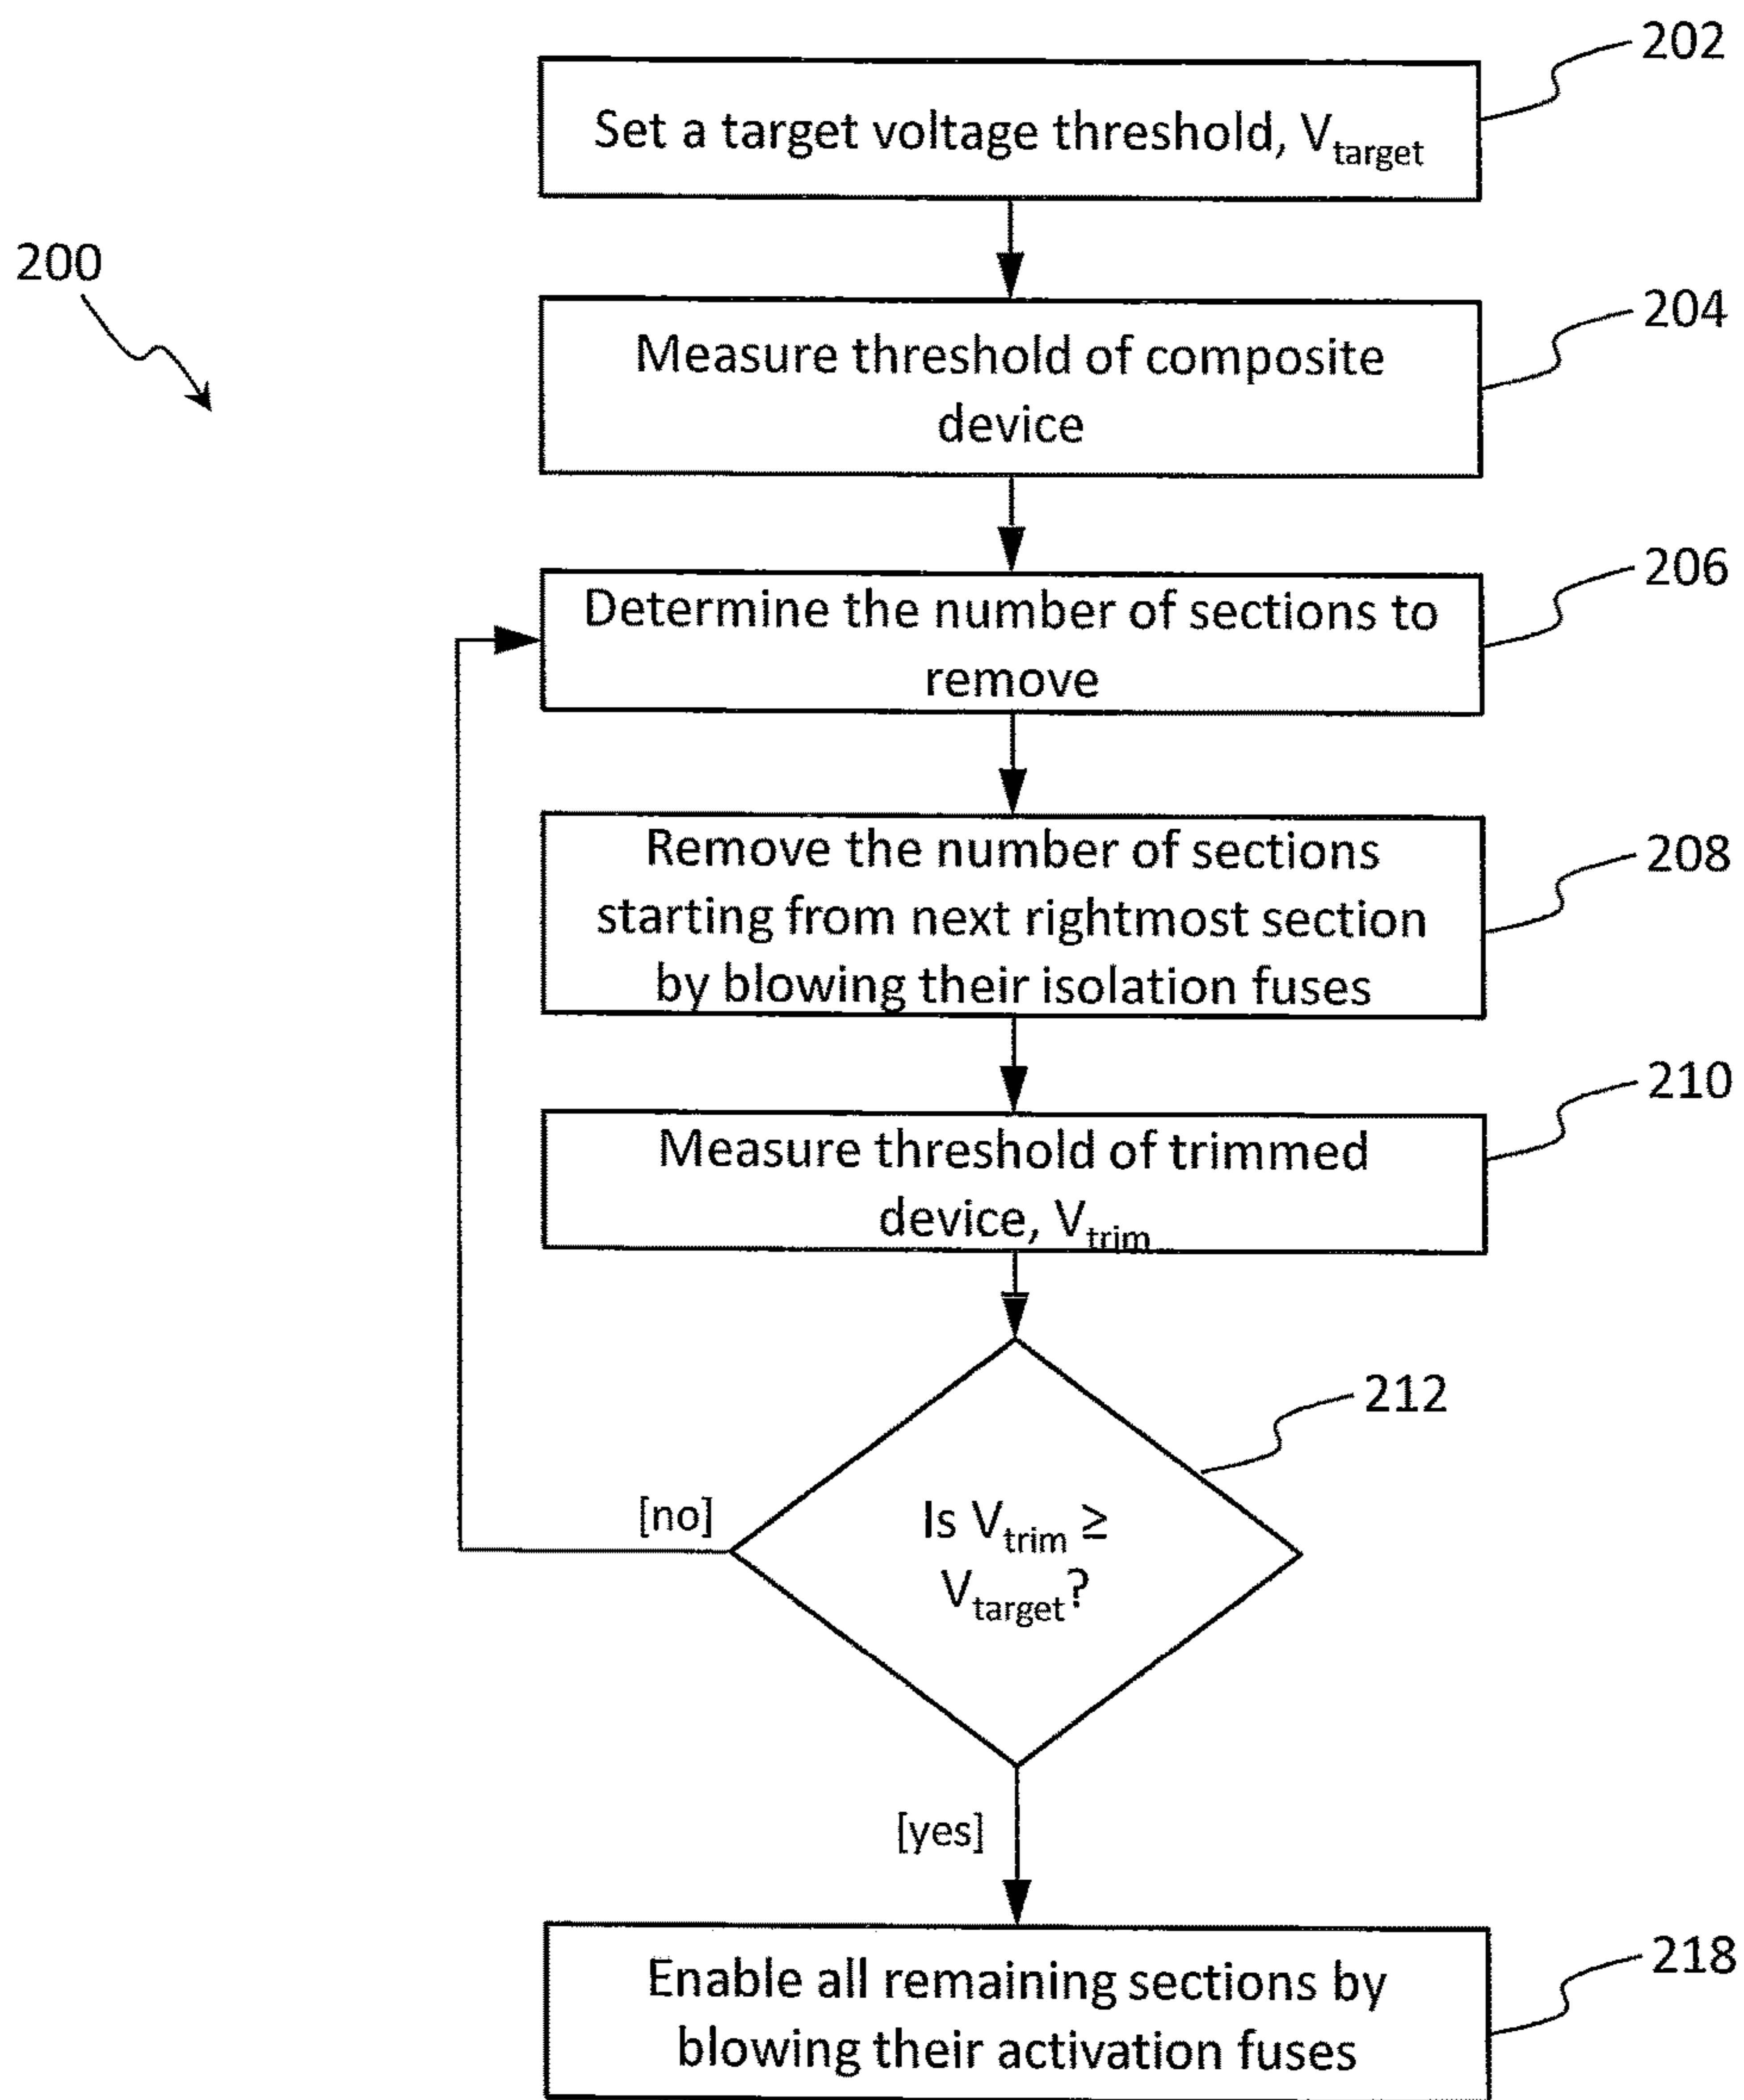 202
Set a target voltage threshold, Vtarget
200
204
Measure threshold of composite
device
206
Determine the number of sections to
remove
208
Remove the number of sections
starting from next rightmost section
by blowing their isolation fuses
210
Measure threshold of trimmed
device, Vtrim
212
[no]
Is Vtrim ≥
Vtarget?
[yes]
218
Enable all remaining sections by
blowing their activation fuses